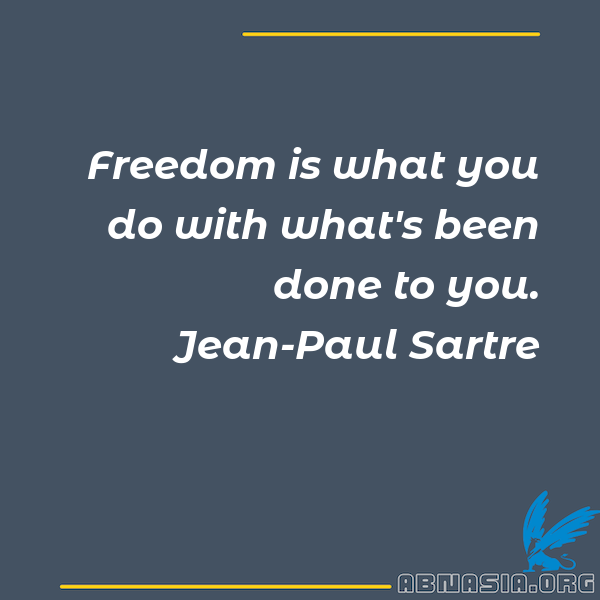 Freedom is what you
do with what's been
done to you.
Jean-Paul Sartre
ABNASIA.ORG